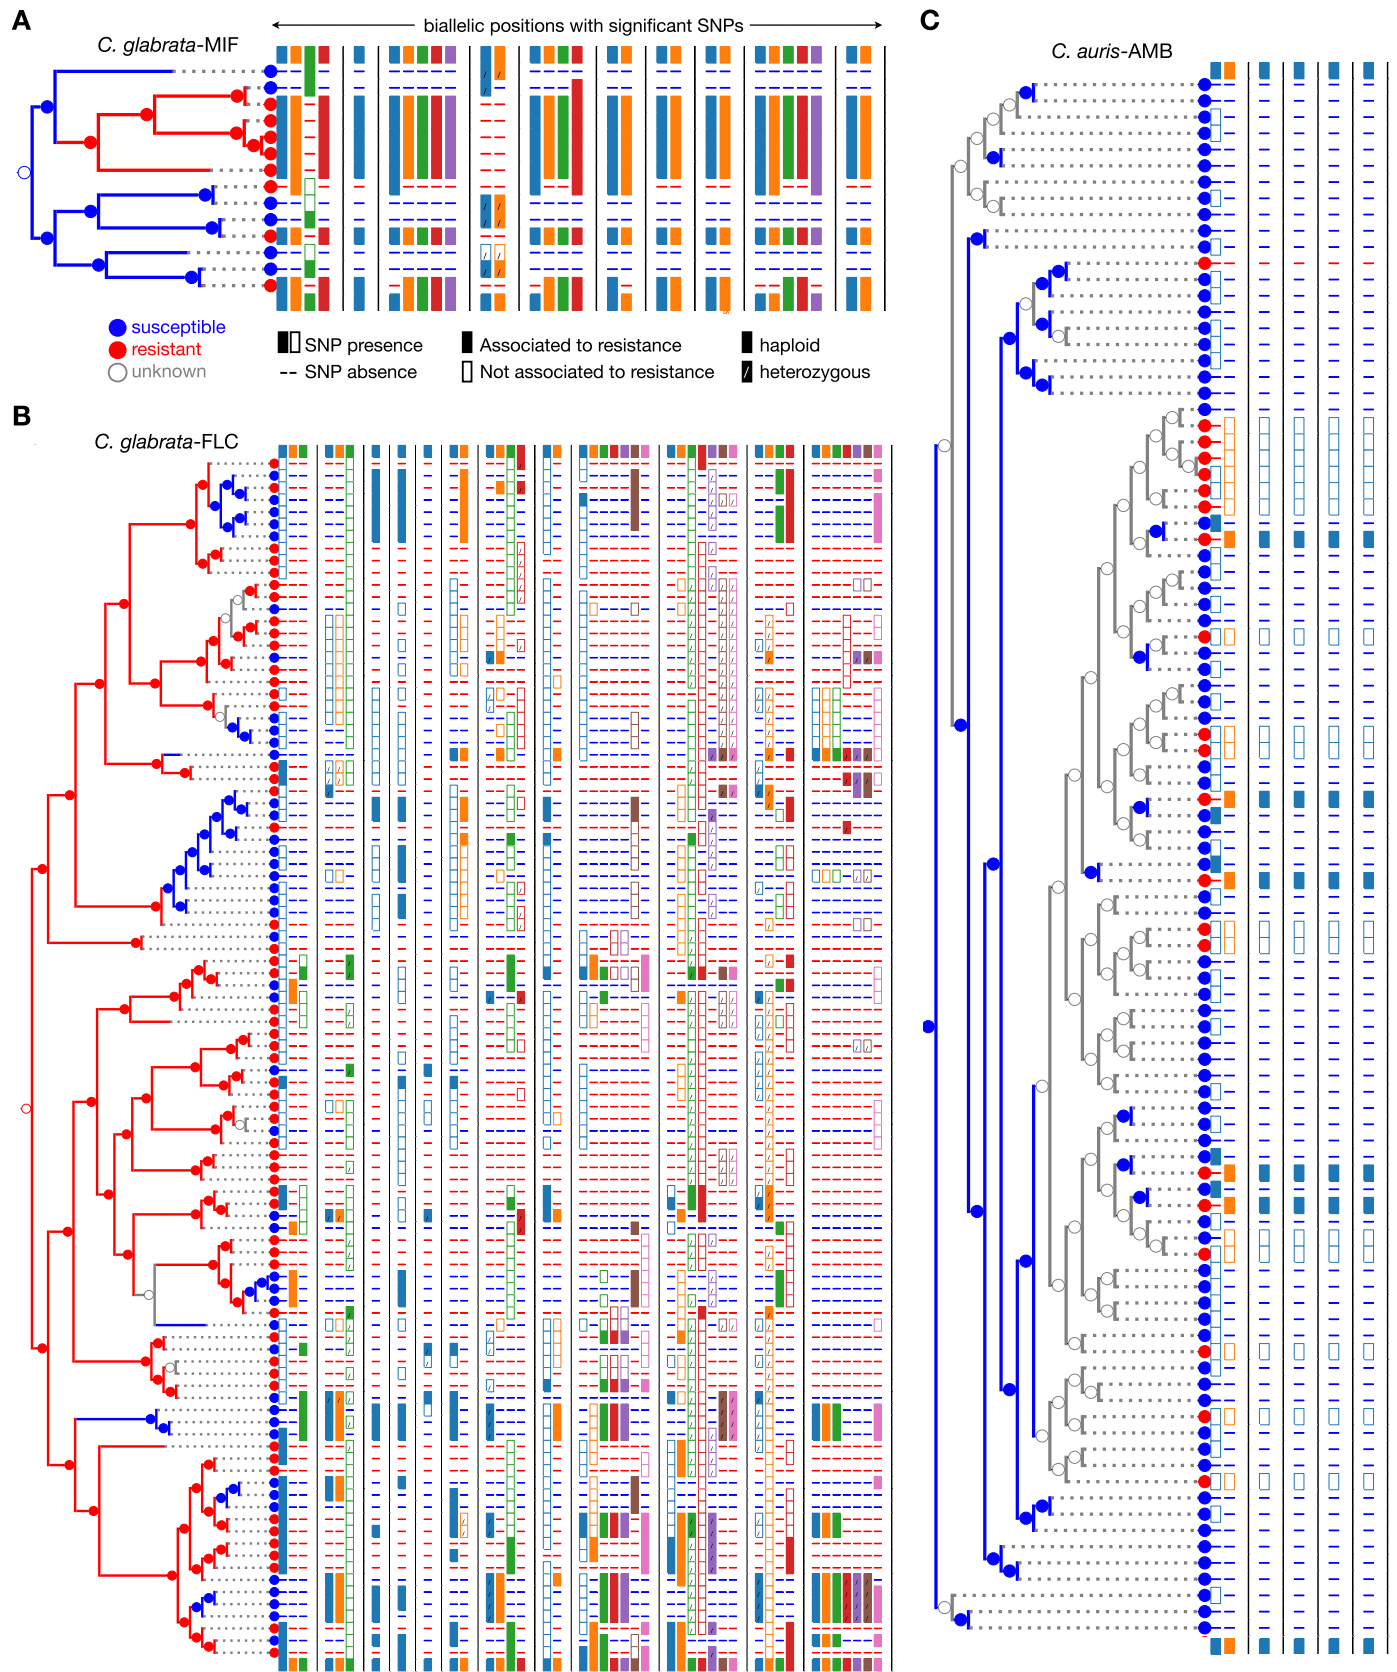 A
biallelic positions with significant SNPs
C. glabrata-MIF
susceptible
resistant
unknown
SNP presence
-- SNP absence
Associated to resistance
Not associated to resistance
haploid
heterozygous
B
C. glabrata-FLC
C
C. auris-AMB